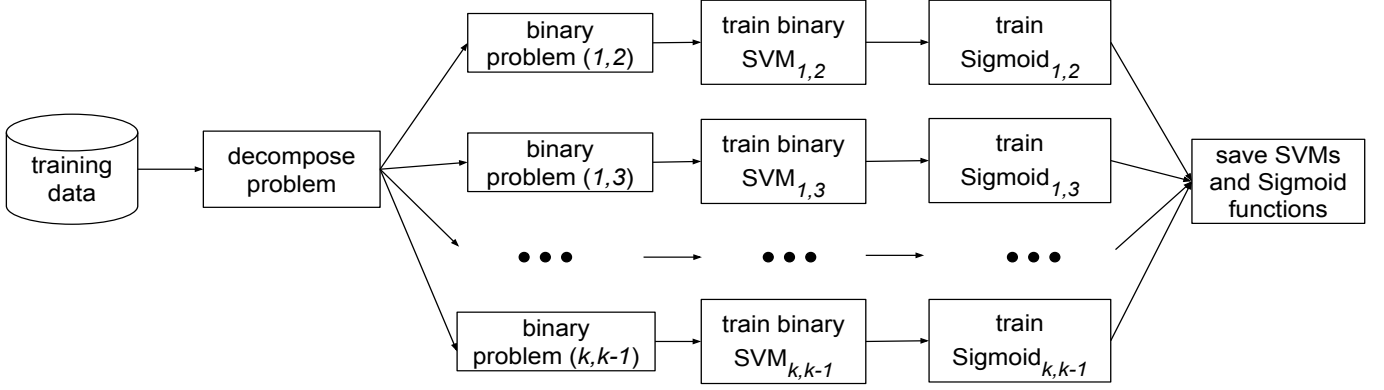 training
data
decompose
problem
binary
problem (1,2)
train binary
SVM1,2
train
Sigmoid1,2
binary
problem (1,3)
train binary
SVM1,3
train
Sigmoid1,3
binary
problem (k,k-1)
train binary
SVMk,k-1
train
Sigmoidk,k-1
save SVMs
and Sigmoid
functions